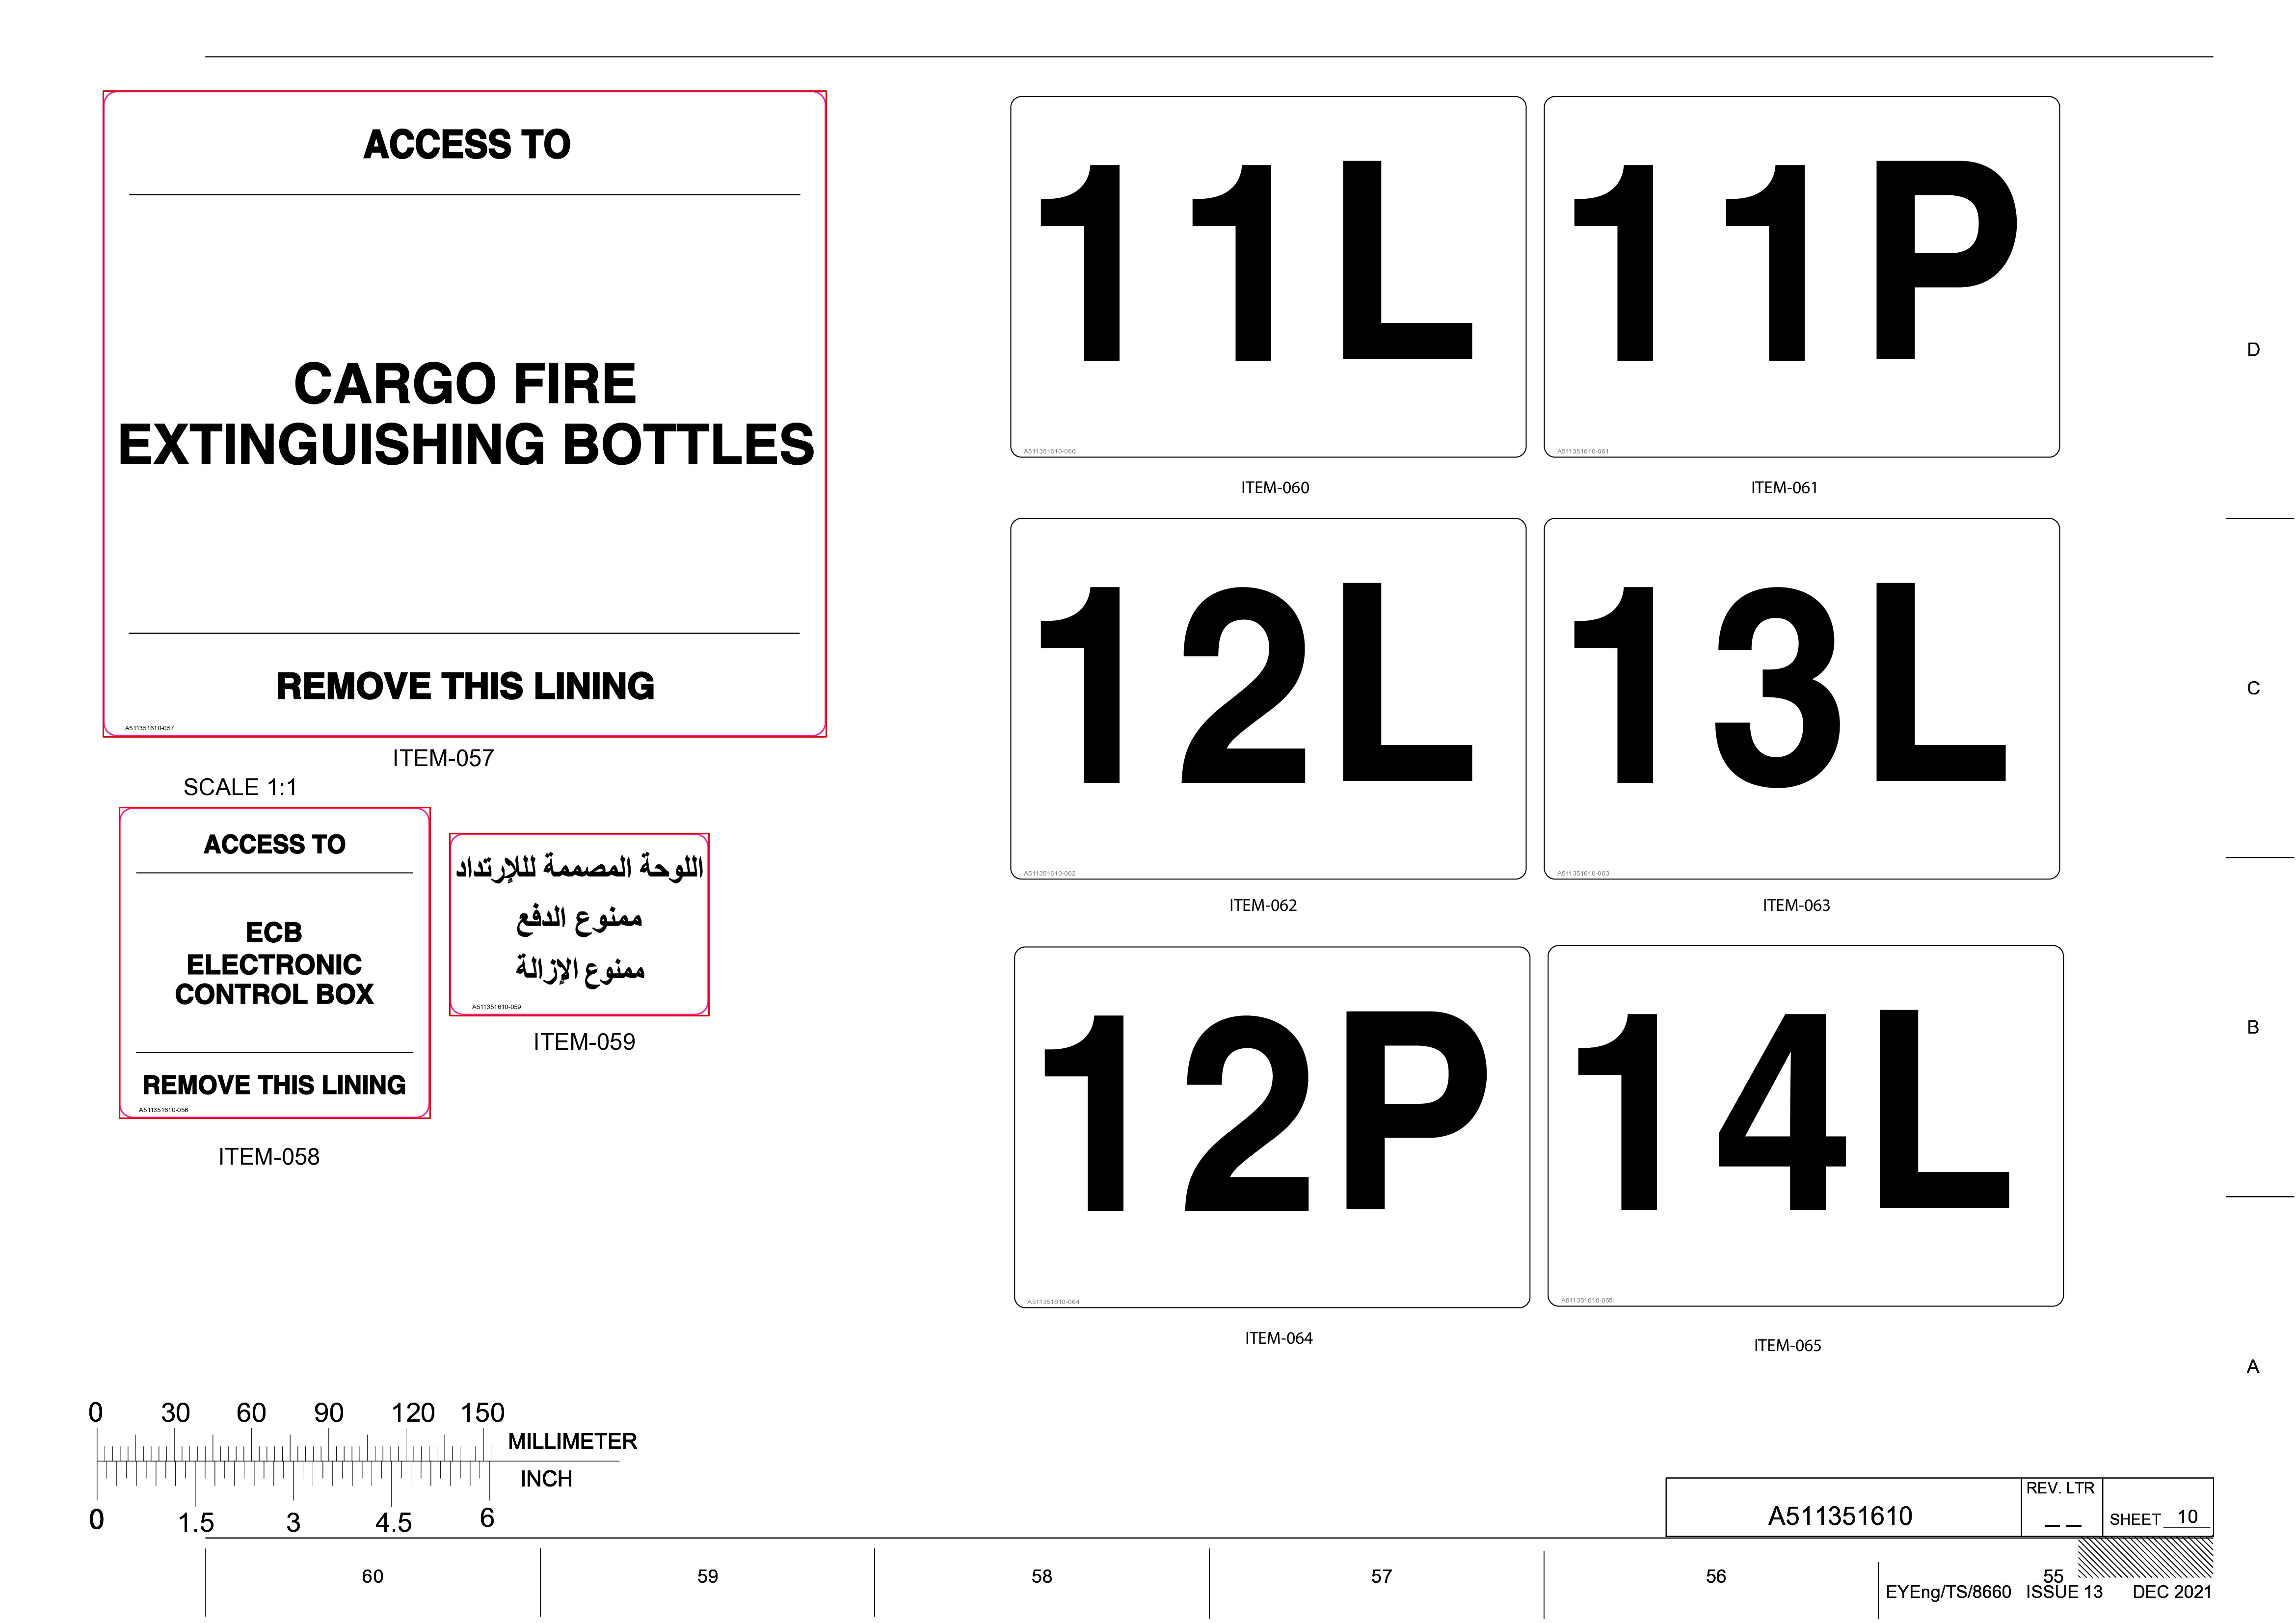 ACCESS TO
CARGO FIRE
EXTINGUISHING BOTTLES
REMOVE THIS LINING
A511351610-057
ITEM-057
SCALE 1:1
ACCESS TO
ECB
ELECTRONIC
CONTROL BOX
REMOVE THIS LINING
A511351610-058
ITEM-058
اللوحة المصممة لللإرتداد
ممنوع الدفع
ممنوع الإزالة
A511351610-059
ITEM-059
11L
A511351610-060
ITEM-060
11P
A511351610-061
ITEM-061
12L
A511351610-062
ITEM-062
13L
A511351610-063
ITEM-063
12P
A511351610-064
ITEM-064
14L
A511351610-065
ITEM-065
D
C
B
A
0 30 60 90 120 150
MILLIMETER
INCH
0 1.5 3 4.5 6
A511351610
REV. LTR
_ _
SHEET 10
60 59 58 57 56 55
EYEng/TS/8660 ISSUE 13 DEC 2021